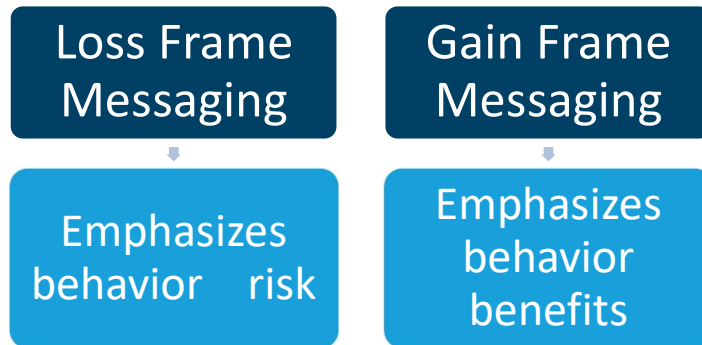 Loss Frame
Messaging
Emphasizes
behavior risk
Gain Frame
Messaging
Emphasizes
behavior
benefits